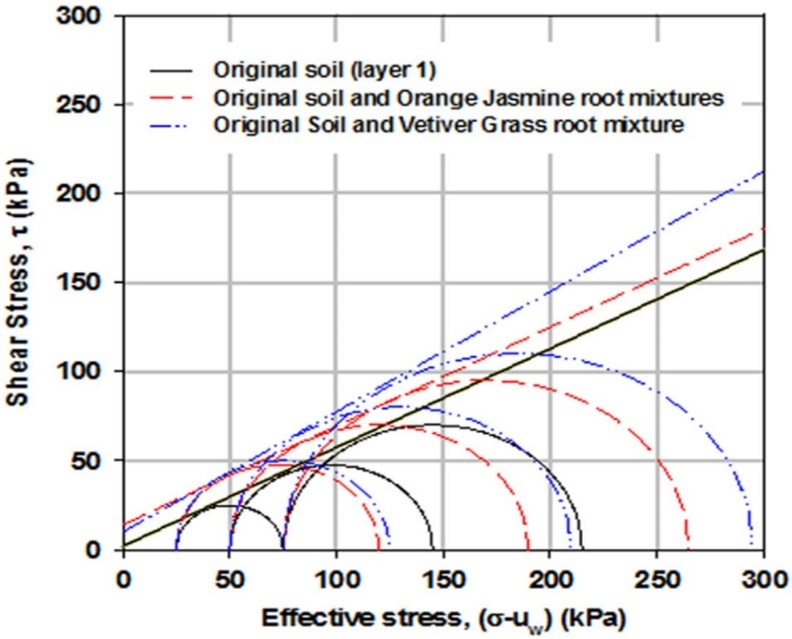 300
Original soil (layer 1)
Original soil and Orange Jasmine root mixtures
Original Soil and Vetiver Grass root mixture
250
200
150
100
50
0
Shear Stress, τ (kPa)
0 50 100 150 200 250 300
Effective stress, (σ-u_w) (kPa)